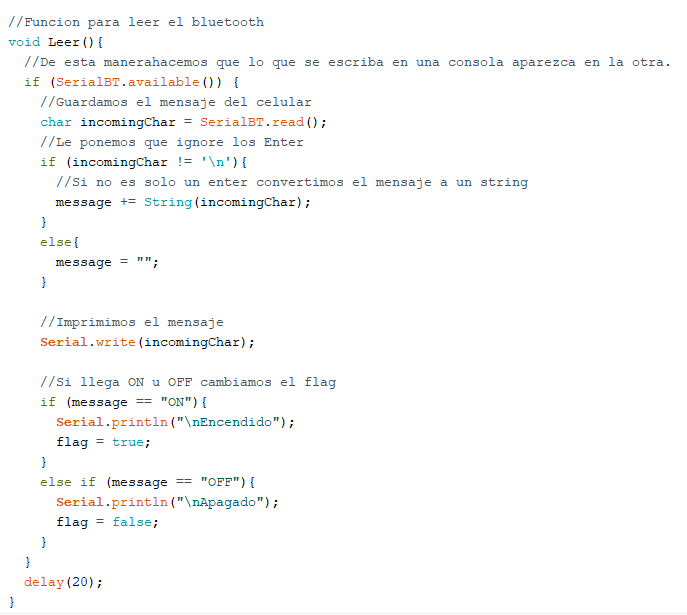 //Funcion para leer el bluetooth
void Leer(){
  //De esta manerahacemos que lo que se escriba en una consola aparezca en la otra.
  if (SerialBT.available()) {
    //Guardamos el mensaje del celular
    char incomingChar = SerialBT.read();
    //Le ponemos que ignore los Enter
    if (incomingChar != '\n'){
      //Si no es solo un enter convertimos el mensaje a un string
      message += String(incomingChar);
    }
    else{
      message = "";
    }

    //Imprimimos el mensaje
    Serial.write(incomingChar);

    //Si llega ON u OFF cambiamos el flag
    if (message == "ON"){
      Serial.println("\nEncendido");
      flag = true;
    }
    else if (message == "OFF"){
      Serial.println("\nApagado");
      flag = false;
    }
  }
  delay(20);
}